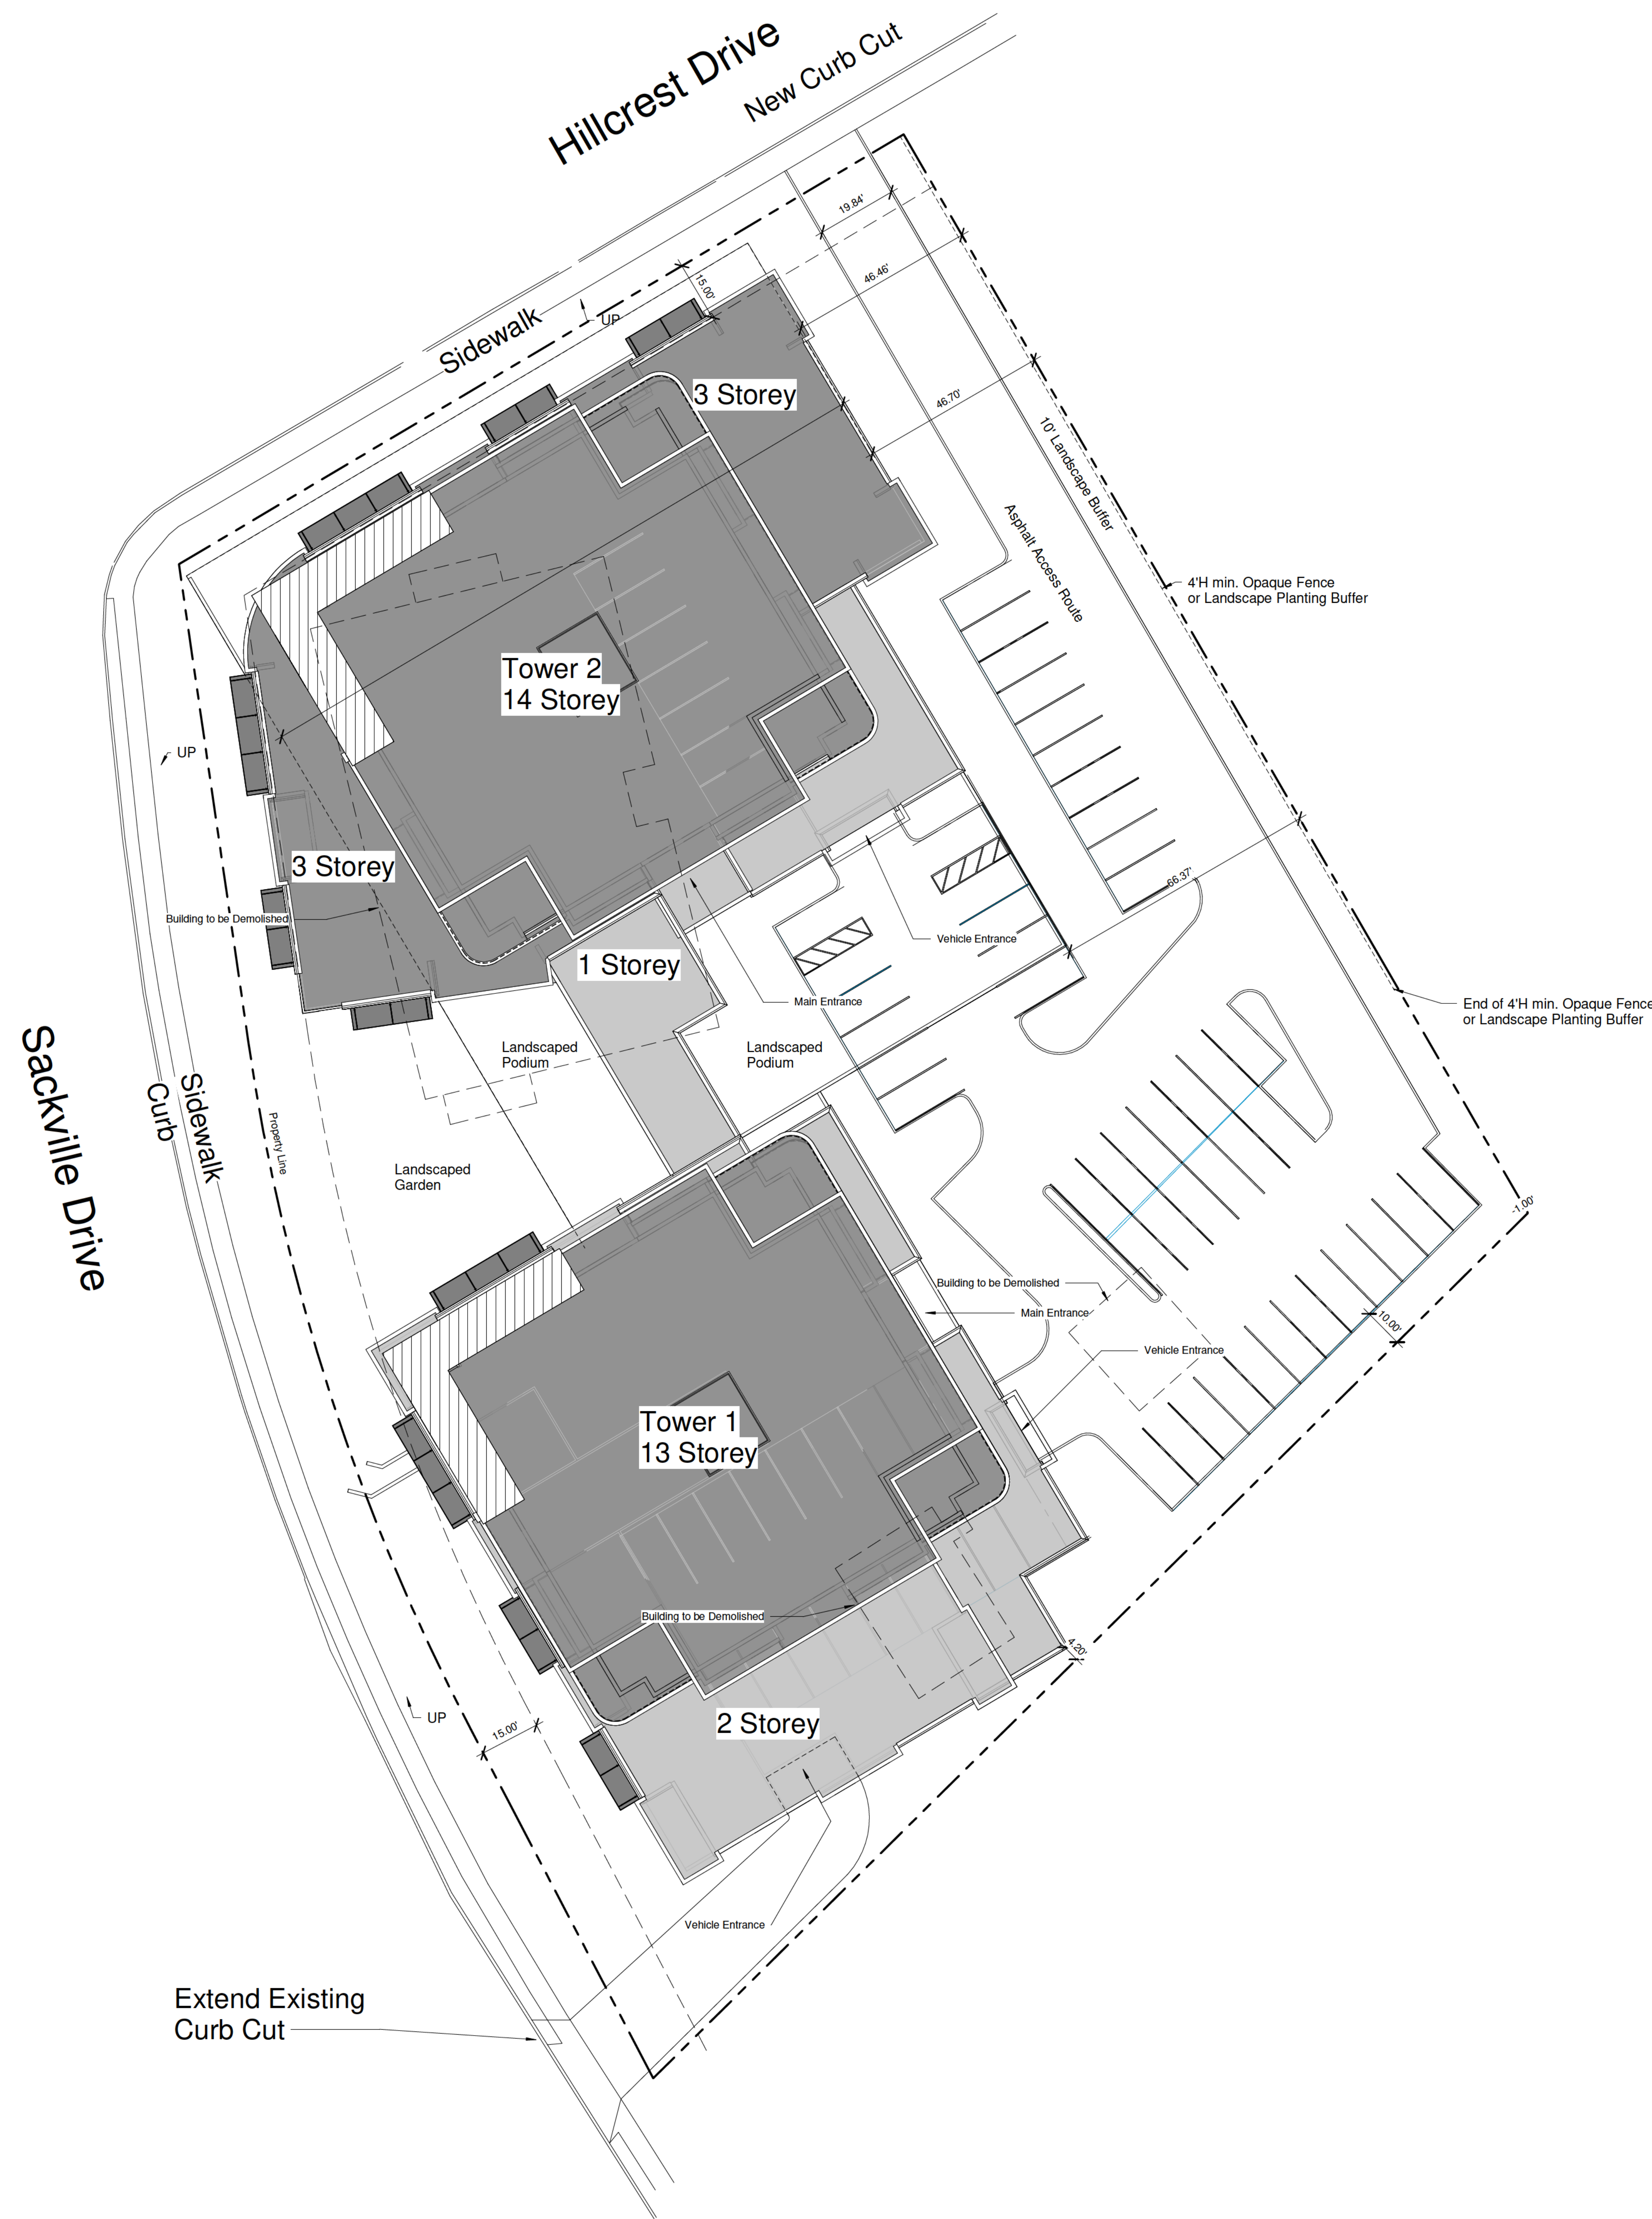 Hillcrest Drive
New Curb Cut
19.84'
46.46'
15.00'
Sidewalk
UP
3 Storey
46.70'
10' Landscape Buffer
Asphalt Access Route
4'H min. Opaque Fence
or Landscape Planting Buffer
Tower 2
14 Storey
UP
3 Storey
66.37'
Building to be Demolished
Vehicle Entrance
1 Storey
Main Entrance
End of 4'H min. Opaque Fence
or Landscape Planting Buffer
Landscaped
Podium
Landscaped
Podium
Sackville Drive
Curb
Sidewalk
Property Line
Landscaped
Garden
-1.00'
Building to be Demolished
Main Entrance
10.00'
Vehicle Entrance
Tower 1
13 Storey
Building to be Demolished
4.20'
UP
15.00'
2 Storey
Vehicle Entrance
Extend Existing
Curb Cut